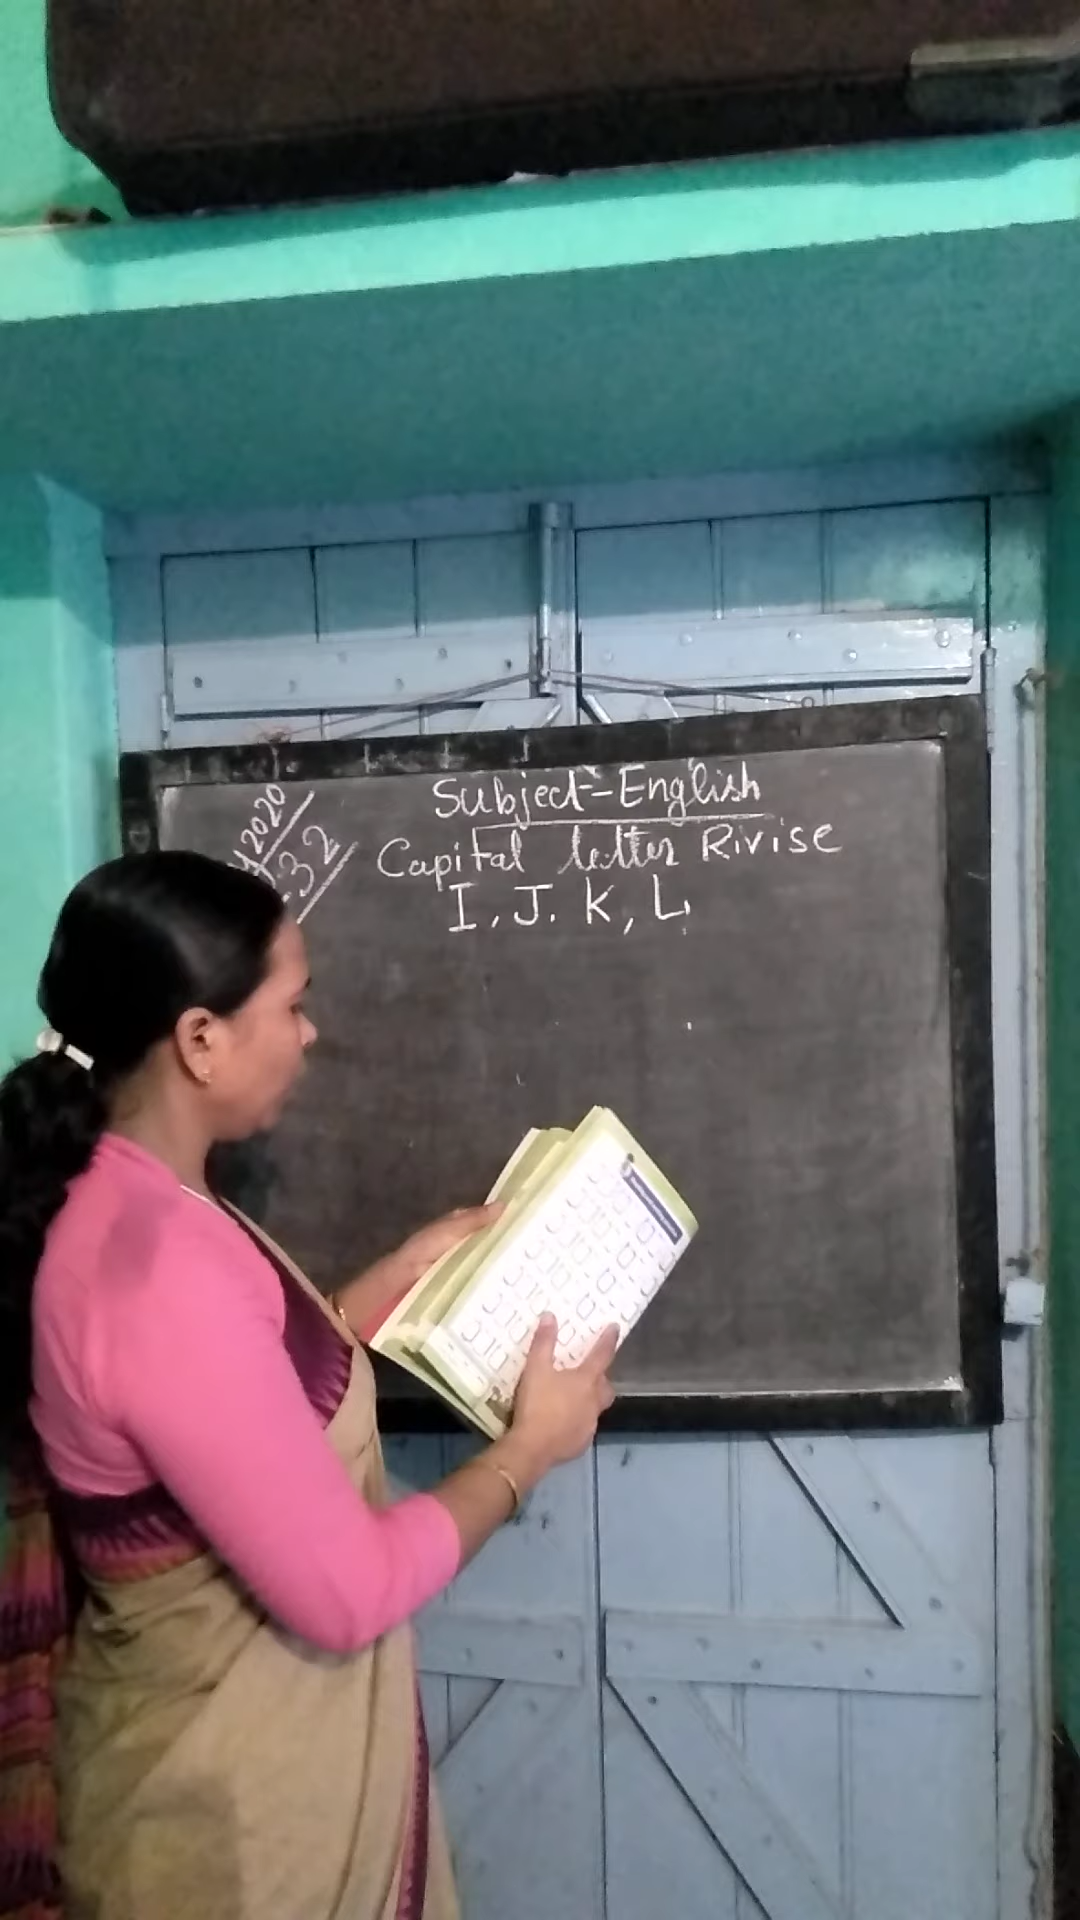 Subject-English
Capital letter Rivise
I, J. K, L,
2020
32